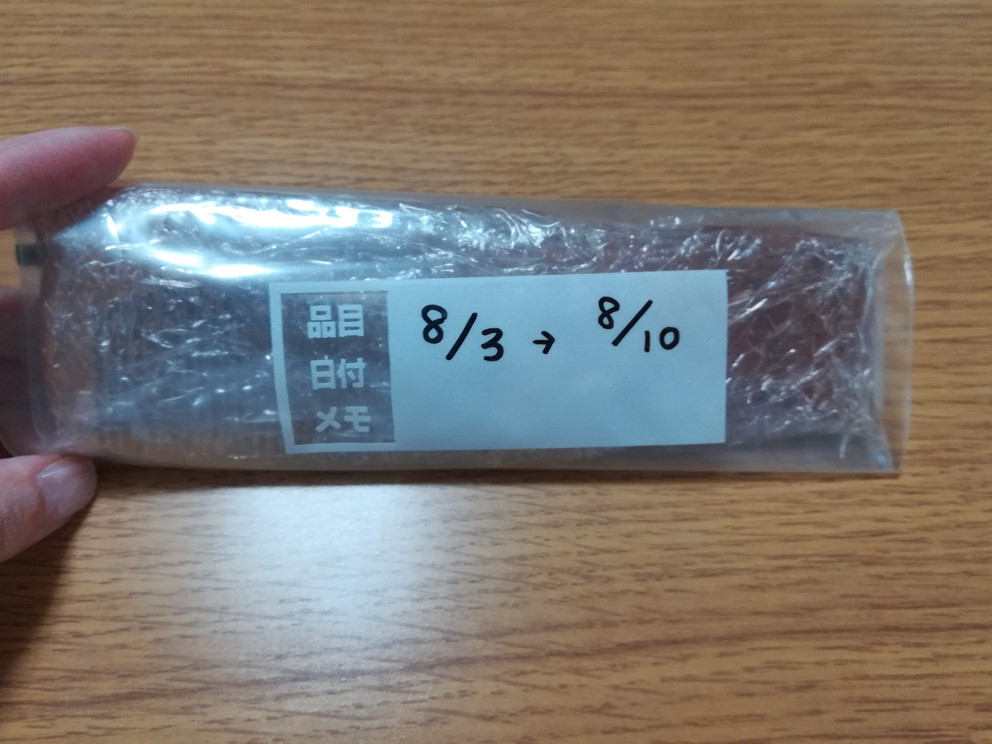 品目
日付
メモ
8/3 → 8/10